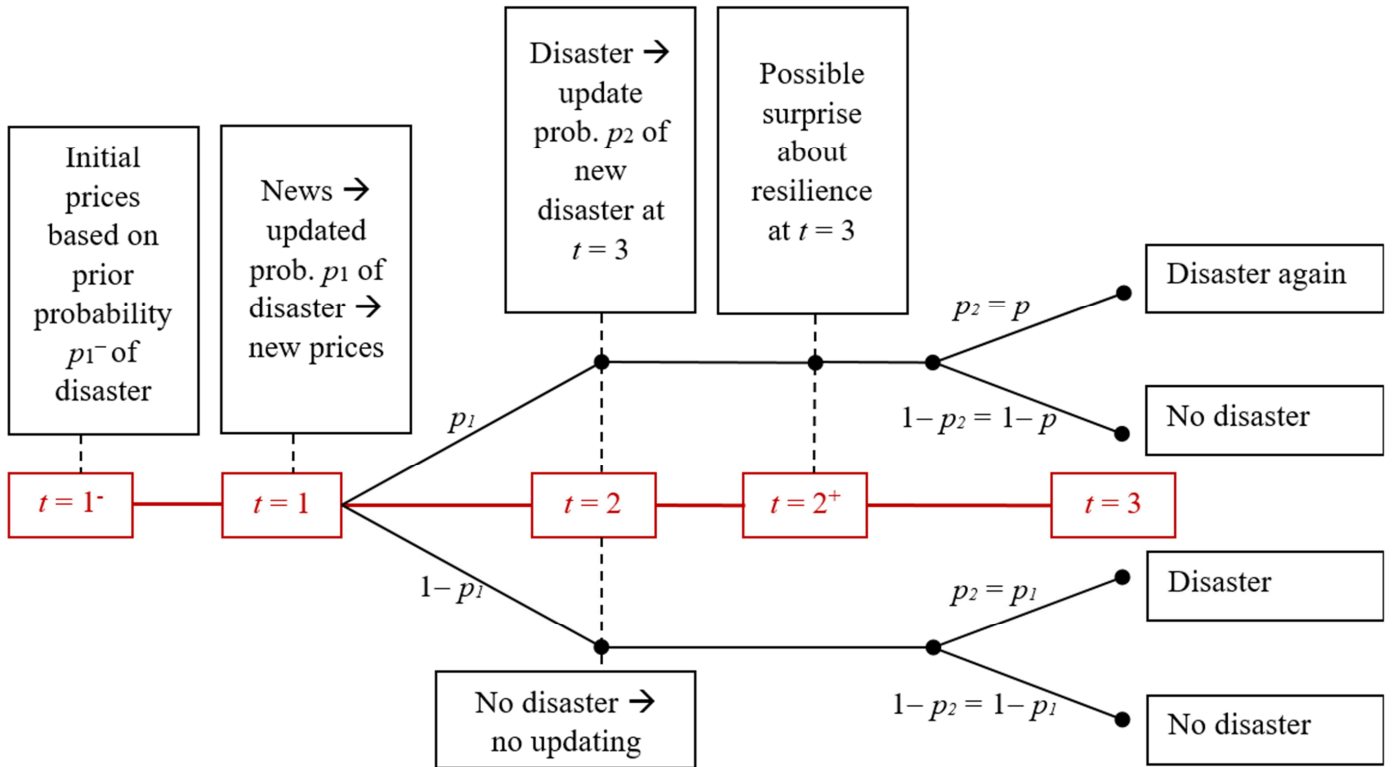 Initial
prices
based on
prior
probability
p1⁻ of
disaster
News →
updated
prob. p1 of
disaster →
new prices
Disaster →
update
prob. p2 of
new
disaster at
t = 3
Possible
surprise
about
resilience
at t = 3
p1
1– p1
p2 = p
1– p2 = 1– p
Disaster again
No disaster
t = 1-
t = 1
t = 2
t = 2+
t = 3
No disaster →
no updating
p2 = p1
1– p2 = 1– p1
Disaster
No disaster